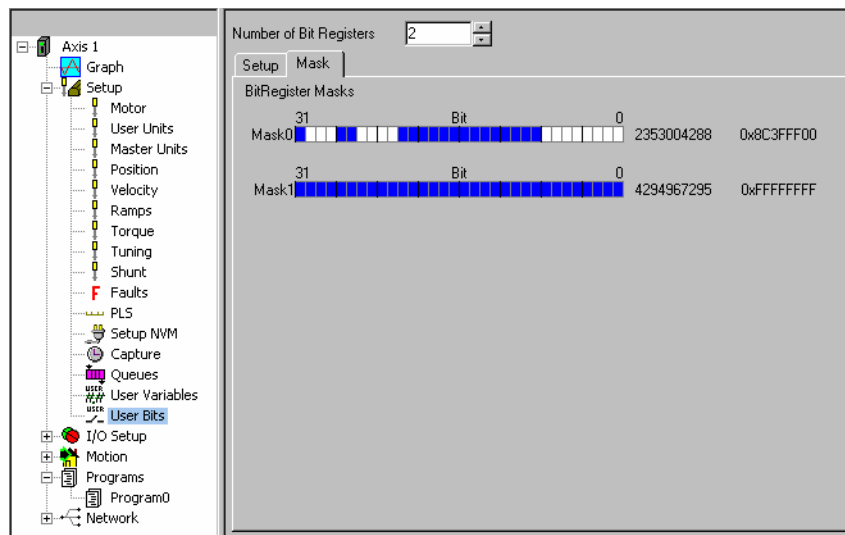 Number of Bit Registers 2
Setup Mask
BitRegister Masks
31 Bit 0
Mask0 2353004288 0x8C3FFF00
31 Bit 0
Mask1 4294967295 0xFFFFFFFF
Axis 1
Graph
Setup
Motor
User Units
Master Units
Position
Velocity
Ramps
Torque
Tuning
Shunt
F Faults
PLS
Setup NVM
Capture
Queues
USER #.# User Variables
USER User Bits
I/O Setup
Motion
Programs
Program0
Network